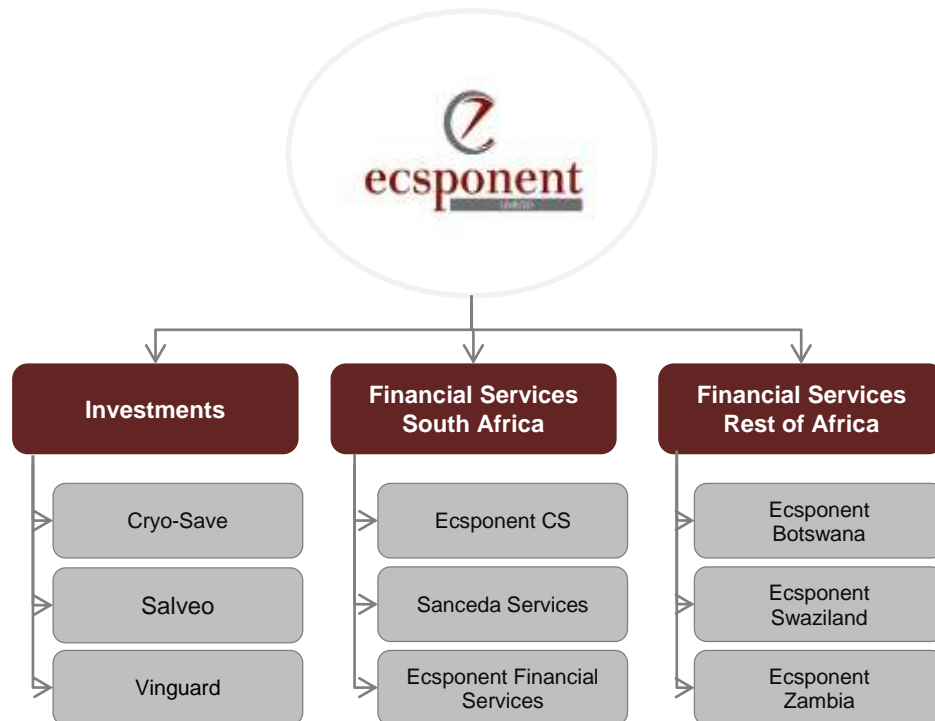 ecsponent
LIMITED
Investments
Financial Services
South Africa
Financial Services
Rest of Africa
Cryo-Save
Ecsponent CS
Ecsponent
Botswana
Salveo
Sanceda Services
Ecsponent
Swaziland
Vinguard
Ecsponent Financial
Services
Ecsponent
Zambia